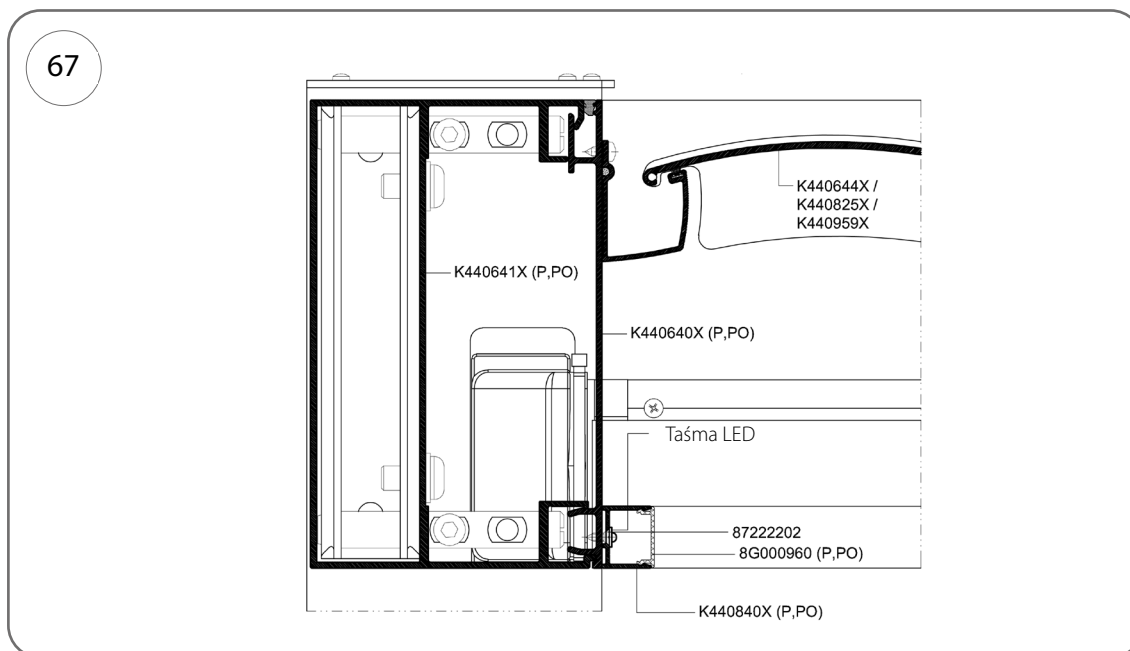 67
K440644X /
K440825X /
K440959X
K440641X (P,PO)
K440640X (P,PO)
Taśma LED
87222202
8G000960 (P,PO)
K440840X (P,PO)